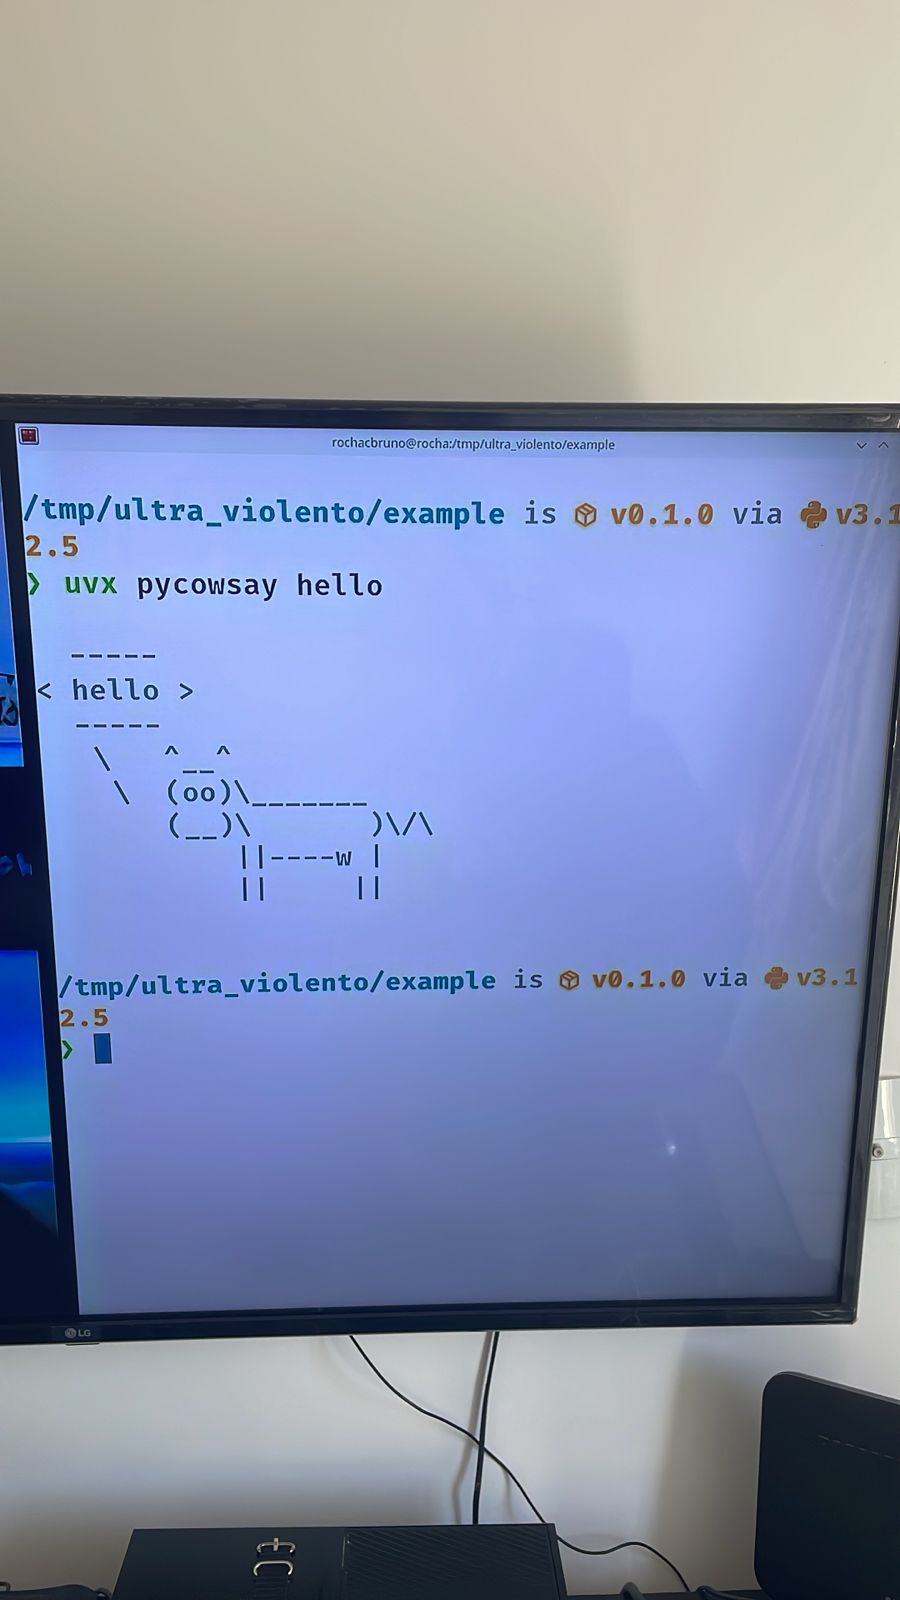 rochacbruno@rocha:/tmp/ultra_violento/example
/tmp/ultra_violento/example is 📦 v0.1.0 via 🐍 v3.1
2.5
❯ uvx pycowsay hello
-----
< hello >
-----
\   ^__^
\  (oo)\_______
(__)\       )\/\
||----w |
||     ||
/tmp/ultra_violento/example is 📦 v0.1.0 via 🐍 v3.1
2.5
❯
LG